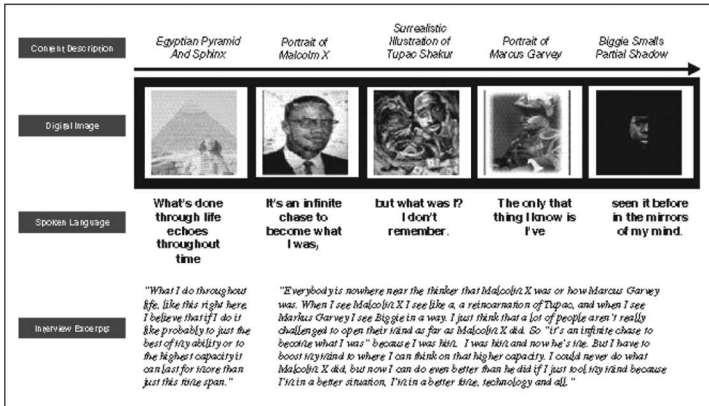 Content Description
Egyptian Pyramid
And Sphinx
Portrait of
Malcolm X
Surrealistic
Illustration of
Tupac Shakur
Portrait of
Marcus Garvey
Biggie Smalls
Partial Shadow
Digital Image
Spoken Language
What's done
through life
echoes
throughout
time
It's an infinite
chase to
become what
I was,
but what was I?
I don't
remember.
The only that
thing I know is
I've
seen it before
in the mirrors
of my mind.
Interview Excerpts
"What I do throughout
life, like this right here,
I believe that if I do it
like probably to just the
best of my ability or to
the highest capacity it
can last for more than
just this time span."
"Everybody is nowhere near the thinker that Malcolm X was or how Marcus Garvey
was. When I see Malcolm X I see like a, a reincarnation of Tupac, and when I see
Markus Garvey I see Biggie in a way. I just think that a lot of people aren't really
challenged to open their mind as far as Malcolm X did. So "it's an infinite chase to
become what I was" because I was him. I was him and now he's me. But I have to
boost my mind to where I can think on that higher capacity. I could never do what
Malcolm X did, but now I can do even better than he did if I just tool my mind because
I'm in a better situation, I'm in a better time, technology and all."